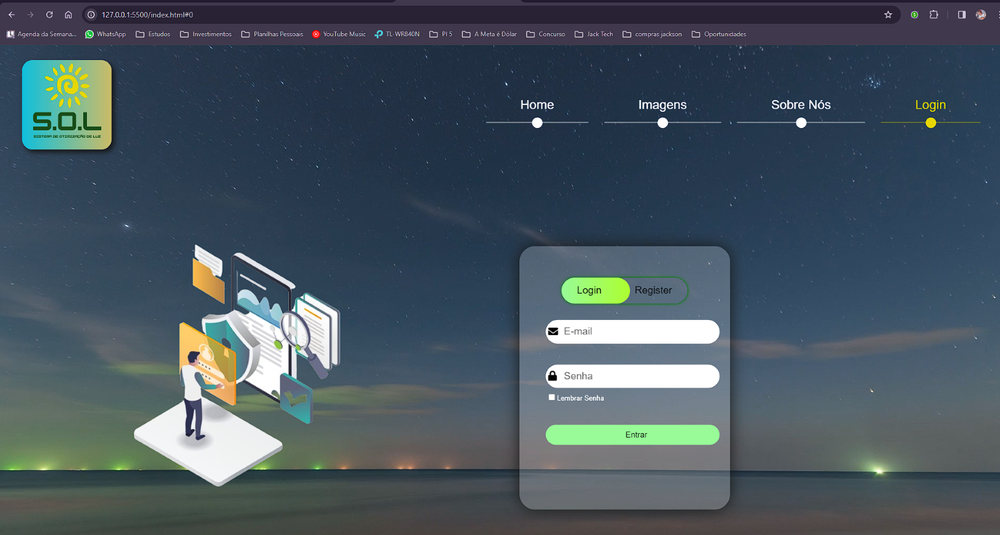 127.0.0.1:5500/index.html#0
Agenda da Semana... WhatsApp Estudos Investimentos Planilhas Pessoais YouTube Music TL-WR840N PI 5 A Meta é Dólar Concurso Jack Tech compras jackson Oportunidades
S.O.L
SISTEMA DE OTIMIZAÇÃO DE LUZ
Home Imagens Sobre Nós Login
Login Register
E-mail
Senha
Lembrar Senha
Entrar